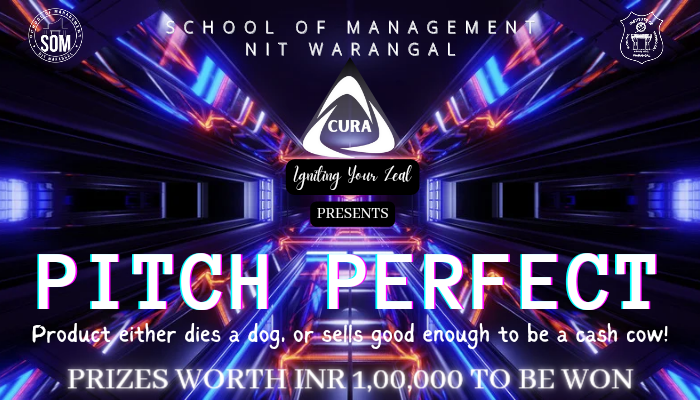 SCHOOL OF MANAGEMENT
NIT WARANGAL
SOM
CURA
Igniting Your Zeal
PRESENTS
PITCH PERFECT
Product either dies a dog, or sells good enough to be a cash cow!
PRIZES WORTH INR 1,00,000 TO BE WON